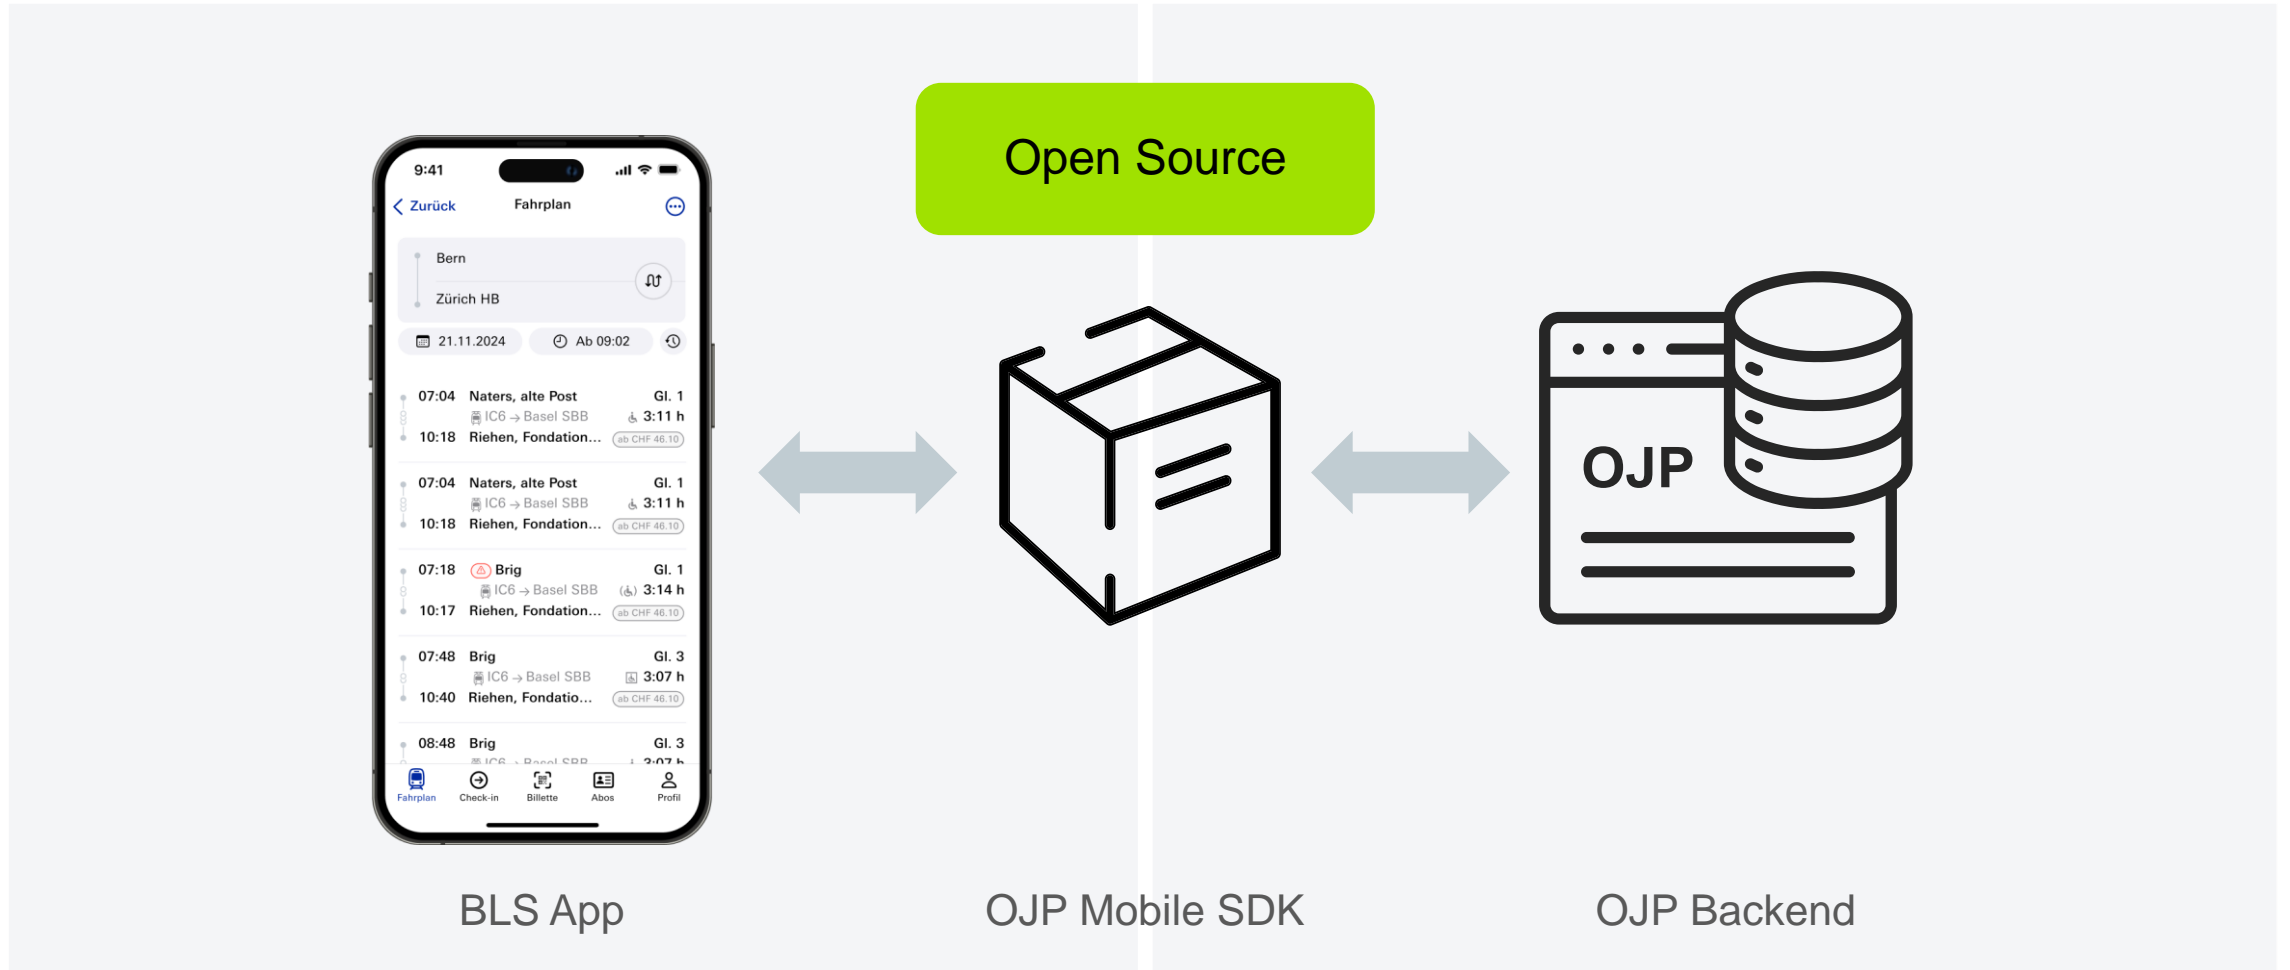 Open Source
9:41
Zurück Fahrplan
Bern
Zürich HB
21.11.2024 Ab 09:02
07:04 Naters, alte Post Gl. 1
IC6 → Basel SBB 3:11 h
10:18 Riehen, Fondation... ab CHF 46.10
07:04 Naters, alte Post Gl. 1
IC6 → Basel SBB 3:11 h
10:18 Riehen, Fondation... ab CHF 46.10
07:18 Brig Gl. 1
IC6 → Basel SBB 3:14 h
10:17 Riehen, Fondation... ab CHF 46.10
07:48 Brig Gl. 3
IC6 → Basel SBB 3:07 h
10:40 Riehen, Fondatio... ab CHF 46.10
08:48 Brig Gl. 3
IC6 → Basel SBB 3:07 h
Fahrplan Check-in Billette Abos Profil
OJP
BLS App OJP Mobile SDK OJP Backend